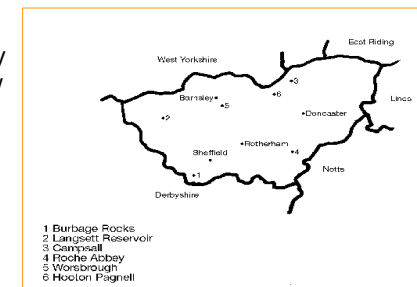 East Riding
West Yorkshire
3
Barnsley
6
5
Lincs
2
Doncaster
Rotherham
Sheffield
4
Notts
1
Derbyshire
1 Burbage Rocks
2 Langsett Reservoir
3 Campsall
4 Roche Abbey
5 Worsbrough
6 Hooton Pagnell